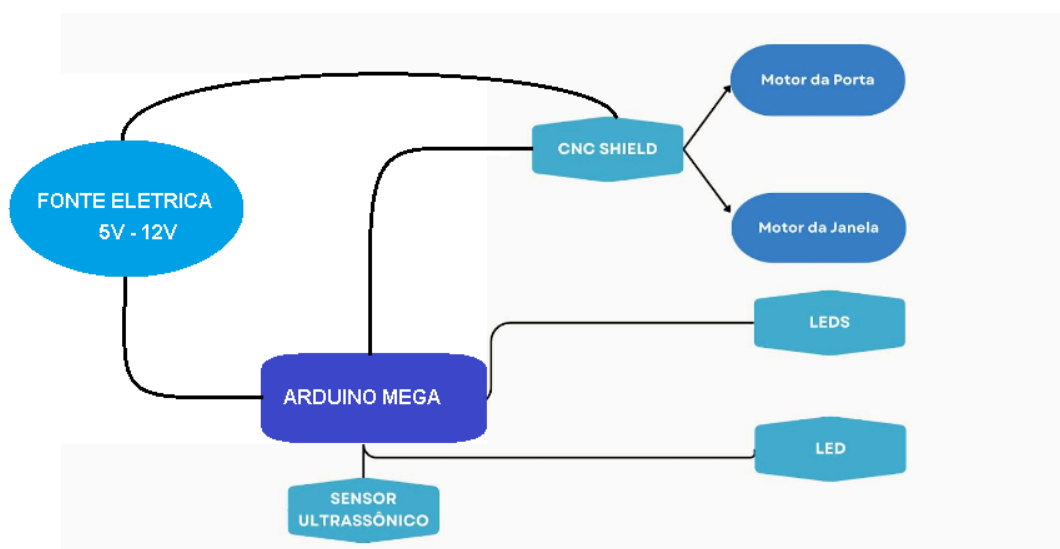 Motor da Porta
CNC SHIELD
FONTE ELETRICA
5V - 12V
Motor da Janela
LEDS
ARDUINO MEGA
LED
SENSOR
ULTRASSÔNICO